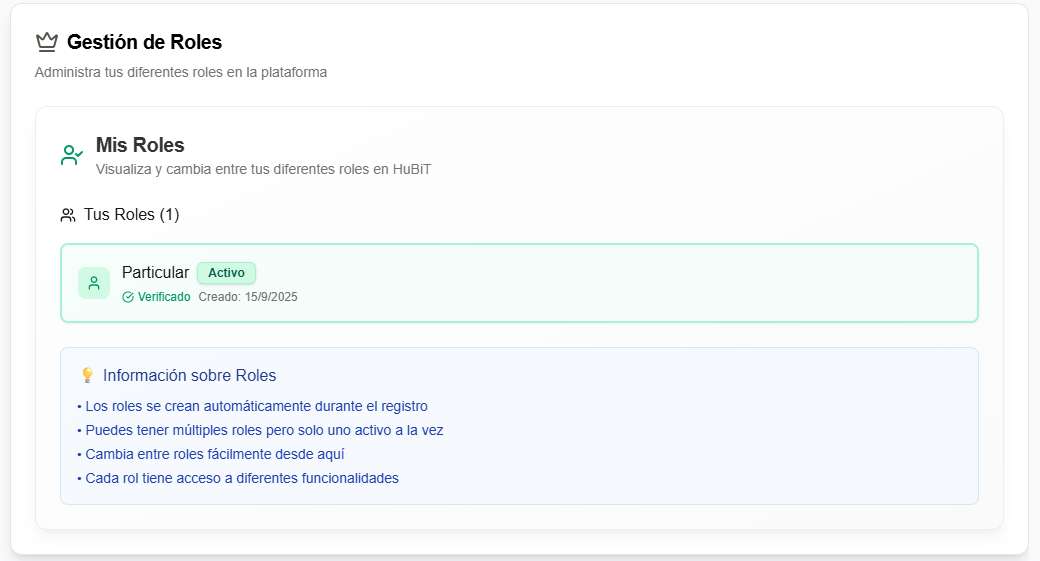 Gestión de Roles
Administra tus diferentes roles en la plataforma
Mis Roles
Visualiza y cambia entre tus diferentes roles en HuBiT
Tus Roles (1)
Particular Activo
Verificado Creado: 15/9/2025
Información sobre Roles
• Los roles se crean automáticamente durante el registro
• Puedes tener múltiples roles pero solo uno activo a la vez
• Cambia entre roles fácilmente desde aquí
• Cada rol tiene acceso a diferentes funcionalidades